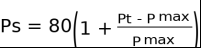 Ps = 80(1 + (Pt - P max)/(P max))